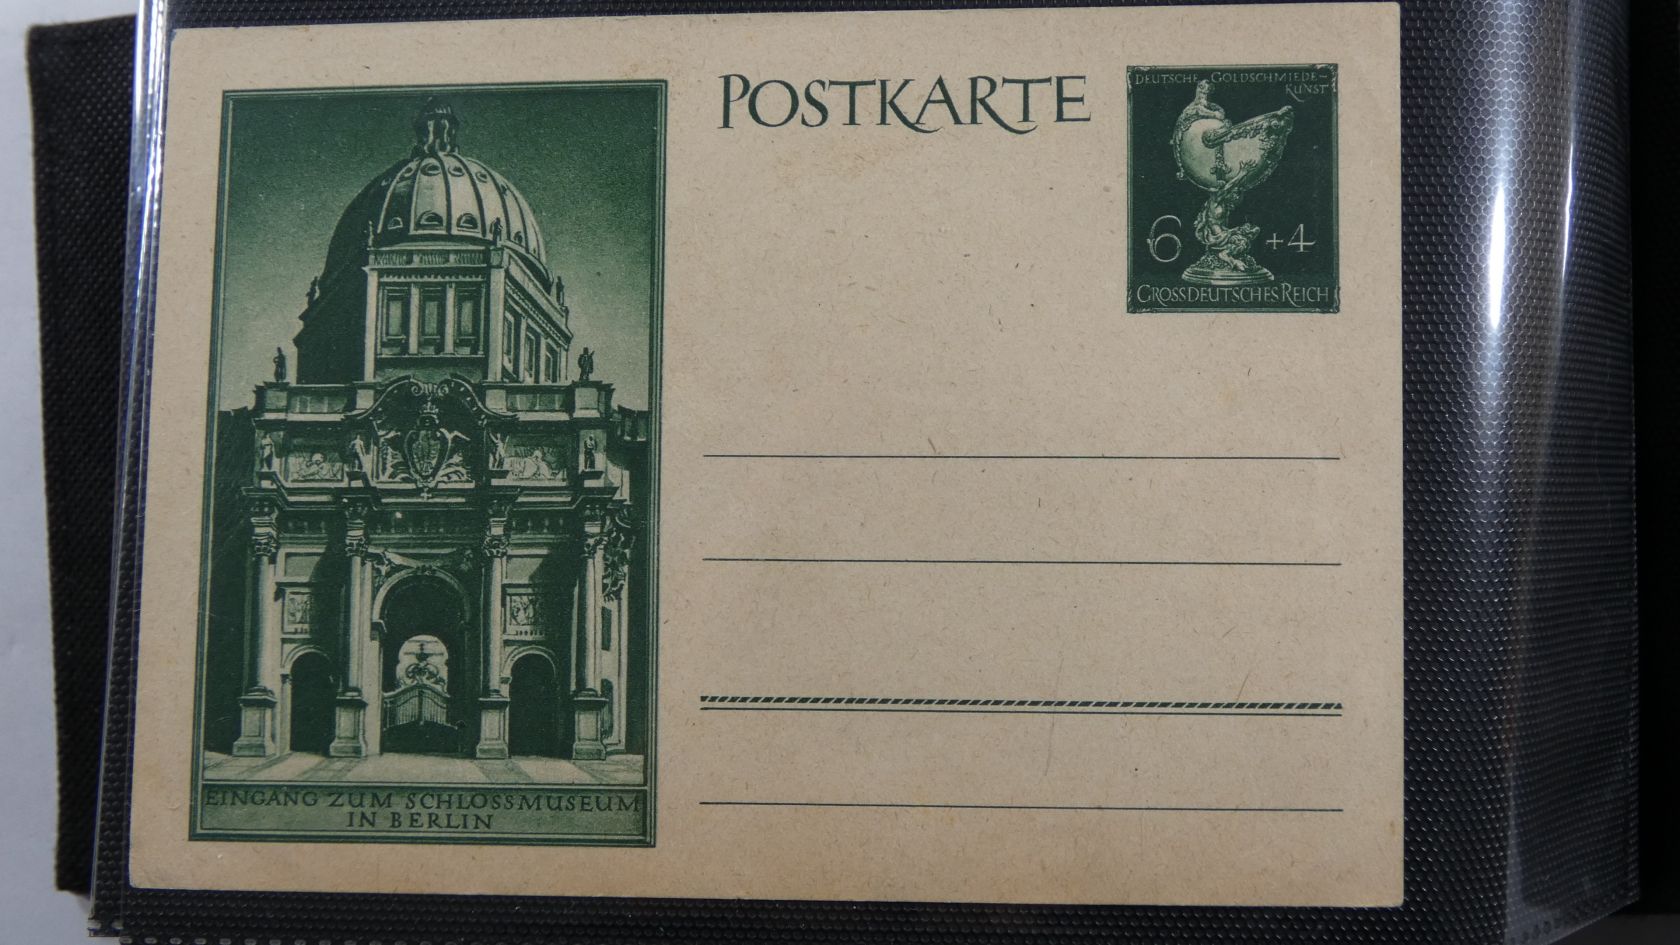 POSTKARTE
DEUTSCHE GOLDSCHMIEDE-
KUNST
6 +4
GROSSDEUTSCHES REICH
EINGANG ZUM SCHLOSSMUSEUM
IN BERLIN